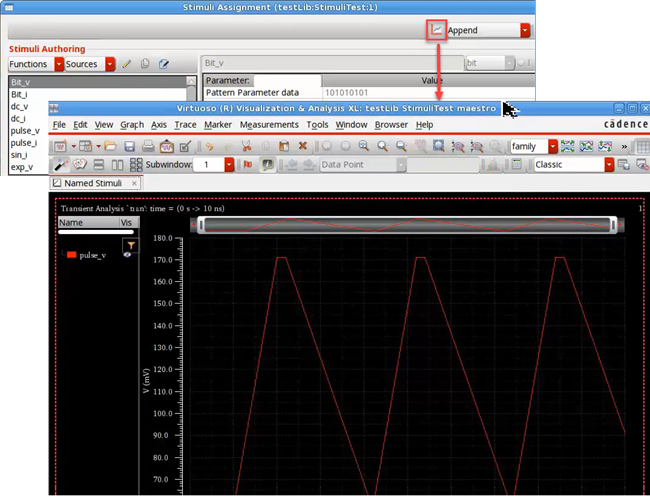 Stimuli Assignment (testLib:StimuliTest:1)
Append
Stimuli Authoring
Functions Sources
Bit_v bit
Bit_v
Bit_i
dc_v
dc_i
pulse_v
pulse_i
sin_i
exp_v
Parameter: Value
Pattern Parameter data 101010101
Virtuoso (R) Visualization & Analysis XL: testLib StimuliTest maestro
File Edit View Graph Axis Trace Marker Measurements Tools Window Browser Help cādence
family
Subwindow: 1 Data Point Classic
Named Stimuli
Transient Analysis `tran': time = (0 s -> 10 ns) 1
Name Vis
pulse_v
V (mV)
180.0
170.0
160.0
150.0
140.0
130.0
120.0
110.0
100.0
90.0
80.0
70.0